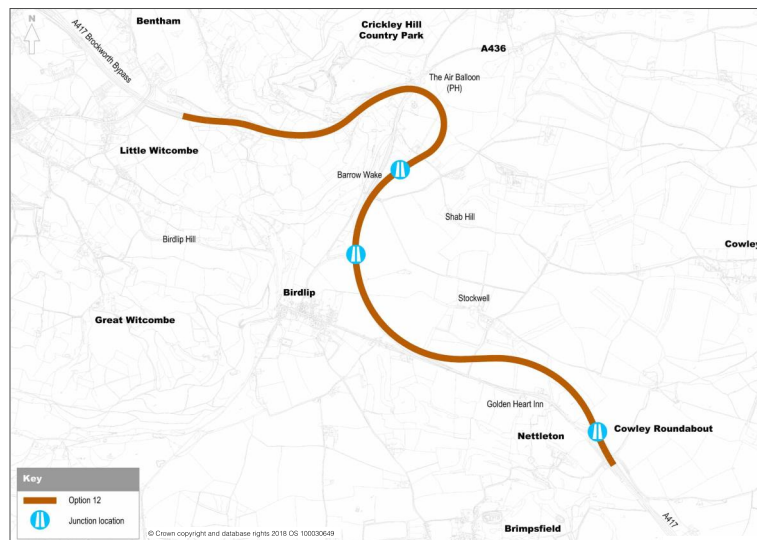 N
Bentham
Crickley Hill
Country Park
A436
A417 Brockworth Bypass
The Air Balloon
(PH)
Little Witcombe
Barrow Wake
Shab Hill
Birdlip Hill
Cowley
Birdlip
Stockwell
Great Witcombe
Golden Heart Inn
Nettleton
Cowley Roundabout
Key
Option 12
Junction location
A417
Brimpsfield
© Crown copyright and database rights 2018 OS 100030649